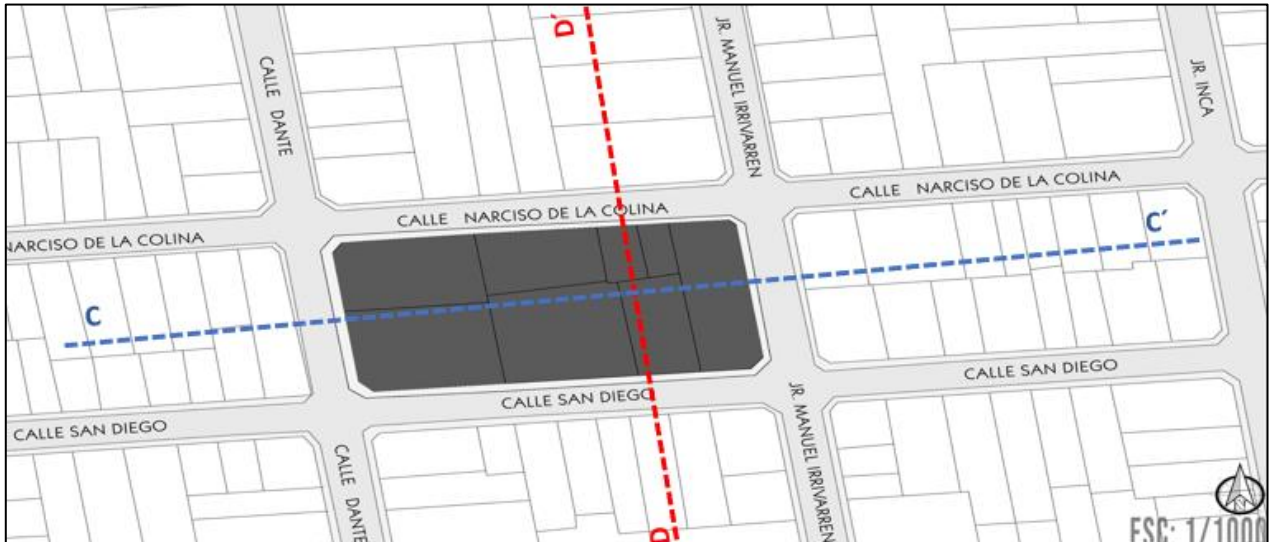 D´
JR. MANUEL IRRIVARREN
CALLE DANTE
JR. INCA
CALLE NARCISO DE LA COLINA
CALLE NARCISO DE LA COLINA
NARCISO DE LA COLINA
C´
C
CALLE SAN DIEGO
CALLE SAN DIEGO
CALLE SAN DIEGO
CALLE DANTE
JR. MANUEL IRRIVARREN
D
ESC: 1/1000